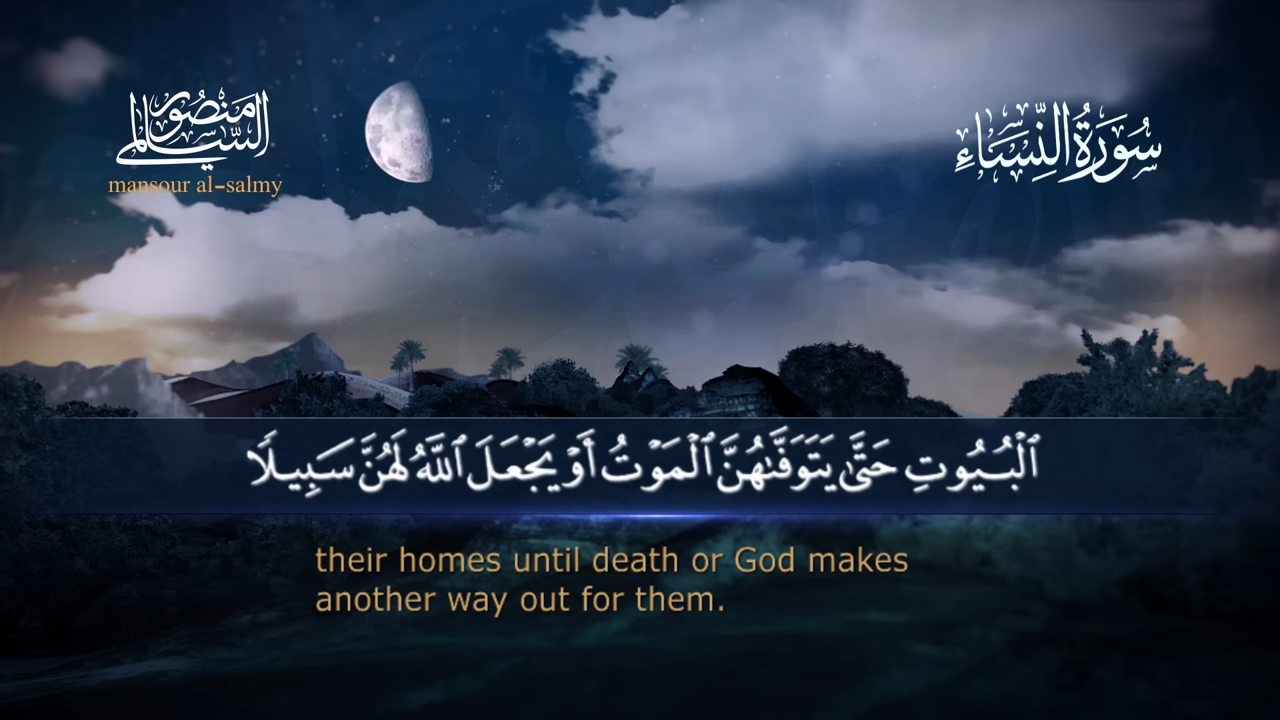 منصور السالمي
mansour al-salmy
سُورَةُ النِّسَاءِ
ٱلۡبُيُوتِ حَتَّىٰ يَتَوَفَّىٰهُنَّ ٱلۡمَوۡتُ أَوۡ يَجۡعَلَ ٱللَّهُ لَهُنَّ سَبِيلٗا
their homes until death or God makes
another way out for them.